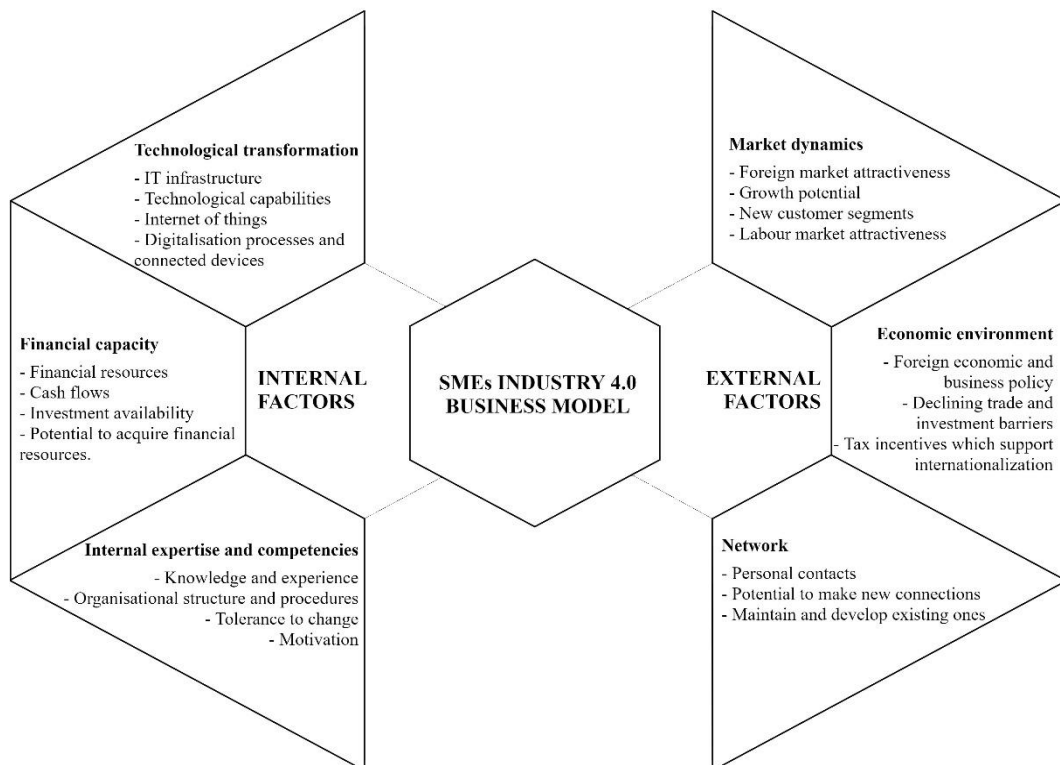 Technological transformation
- IT infrastructure
- Technological capabilities
- Internet of things
- Digitalisation processes and
connected devices
Financial capacity
- Financial resources
- Cash flows
- Investment availability
- Potential to acquire financial
resources.
Internal expertise and competencies
- Knowledge and experience
- Organisational structure and procedures
- Tolerance to change
- Motivation
INTERNAL
FACTORS
SMEs INDUSTRY 4.0
BUSINESS MODEL
EXTERNAL
FACTORS
Market dynamics
- Foreign market attractiveness
- Growth potential
- New customer segments
- Labour market attractiveness
Economic environment
- Foreign economic and
business policy
- Declining trade and
investment barriers
- Tax incentives which support
internationalization
Network
- Personal contacts
- Potential to make new connections
- Maintain and develop existing ones